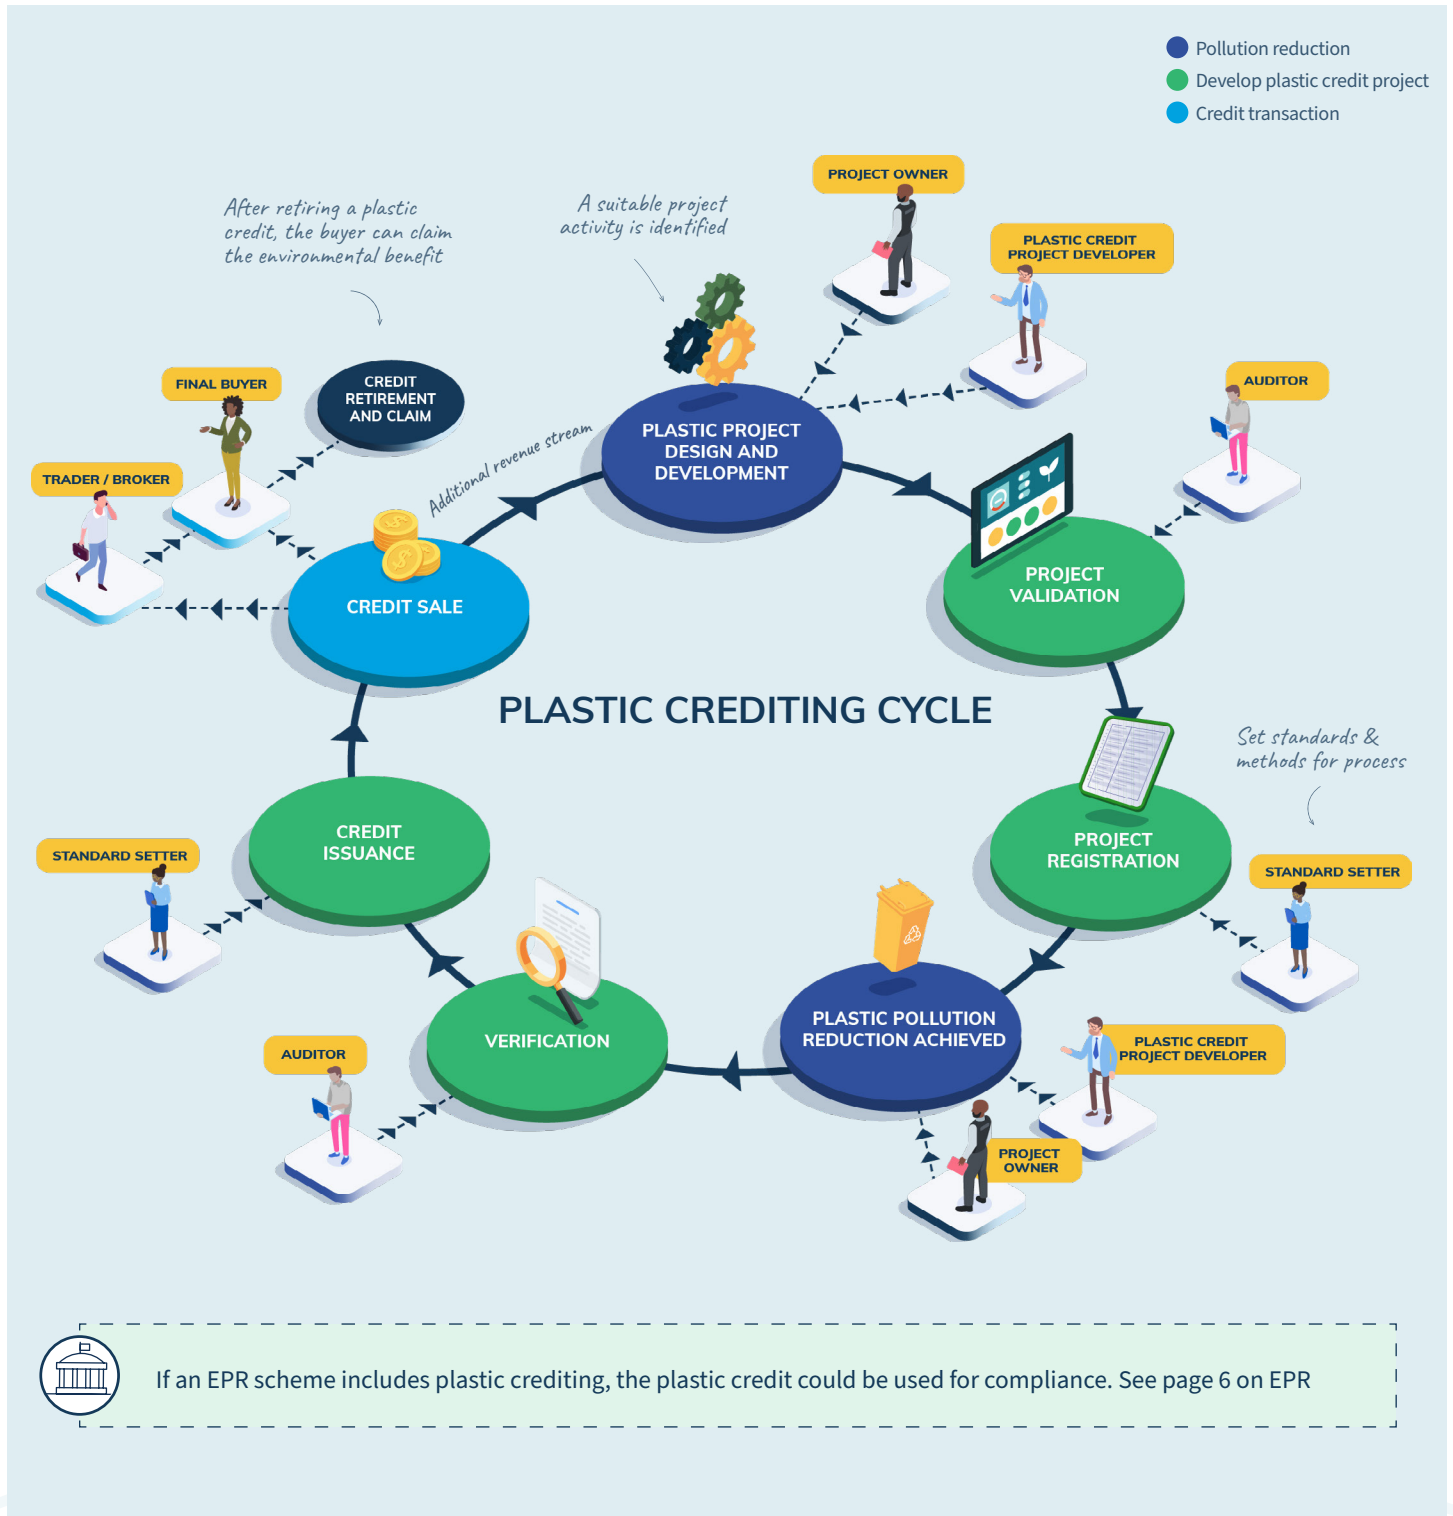 Pollution reduction
Develop plastic credit project
Credit transaction
PROJECT OWNER
After retiring a plastic
credit, the buyer can claim
the environmental benefit
A suitable project
activity is identified
PLASTIC CREDIT
PROJECT DEVELOPER
AUDITOR
FINAL BUYER
CREDIT
RETIREMENT
AND CLAIM
TRADER / BROKER
Additional revenue stream
PLASTIC PROJECT
DESIGN AND
DEVELOPMENT
PROJECT
VALIDATION
CREDIT SALE
PLASTIC CREDITING CYCLE
Set standards &
methods for process
PROJECT
REGISTRATION
STANDARD SETTER
CREDIT
ISSUANCE
STANDARD SETTER
PLASTIC POLLUTION
REDUCTION ACHIEVED
VERIFICATION
PLASTIC CREDIT
PROJECT DEVELOPER
AUDITOR
PROJECT
OWNER
If an EPR scheme includes plastic crediting, the plastic credit could be used for compliance. See page 6 on EPR